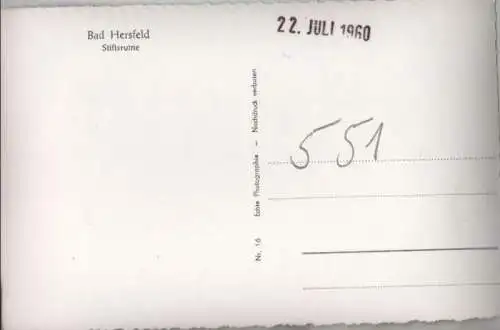 Bad Hersfeld
Stiftsruine
22. JULI 1960
551
Nr. 16 Echte Photographie – Nachdruck verboten